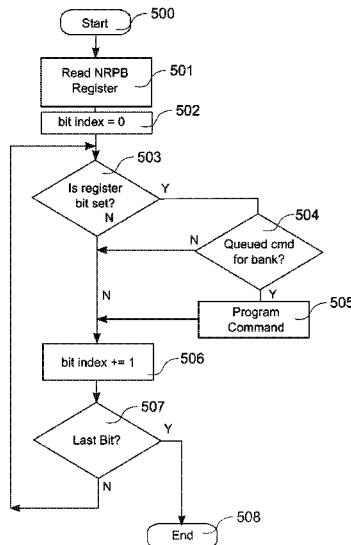 Start
500
Read NRPB
Register
501
bit index = 0
502
503
Is register
bit set?
Y
N
504
Queued cmd
for bank?
N
Y
N
Program
Command
505
bit index += 1
506
507
Last Bit?
Y
N
End
508